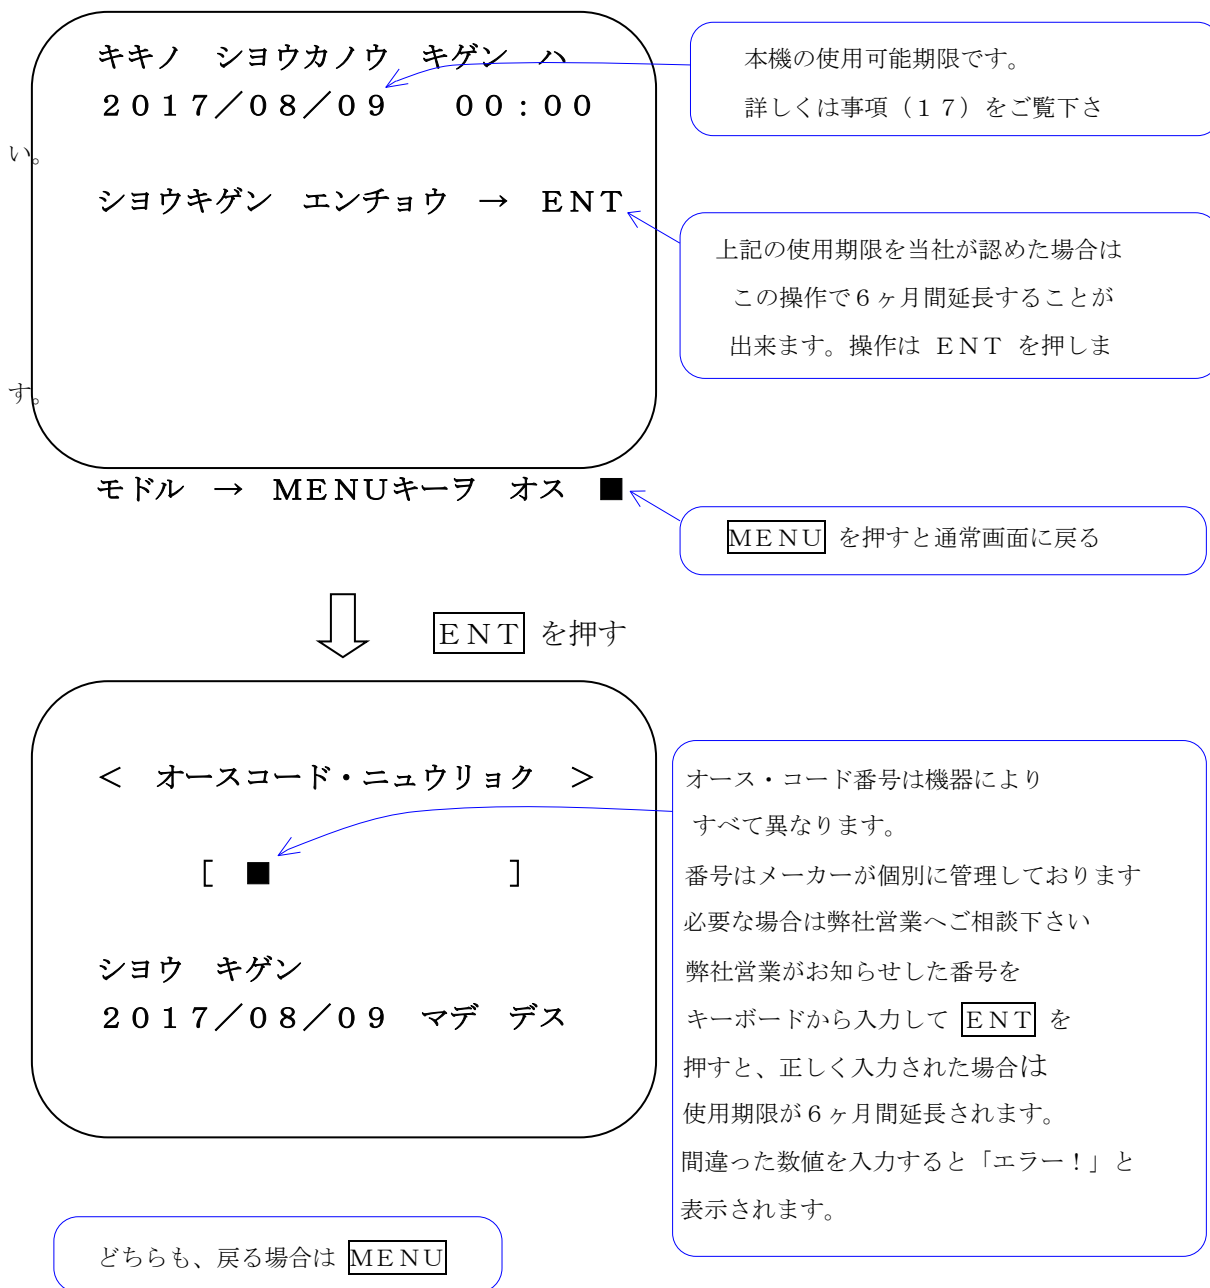 キキノ　シヨウカノウ　キゲン　ハ
２０１７／０８／０９　００：００
本機の使用可能期限です。
詳しくは事項（１７）をご覧下さ
い。
シヨウキゲン　エンチョウ　→　ＥＮＴ
上記の使用期限を当社が認めた場合は
この操作で６ヶ月間延長することが
出来ます。操作は ＥＮＴ を押しま
す。
モドル　→　ＭＥＮＵキーヲ　オス　■
ＭＥＮＵ を押すと通常画面に戻る
ＥＮＴ を押す
＜　オースコード・ニュウリョク　＞
［　■　　　　　］
シヨウ　キゲン
２０１７／０８／０９　マデ　デス
オース・コード番号は機器により
すべて異なります。
番号はメーカーが個別に管理しております
必要な場合は弊社営業へご相談下さい
弊社営業がお知らせした番号を
キーボードから入力して ＥＮＴ を
押すと、正しく入力された場合は
使用期限が６ヶ月間延長されます。
間違った数値を入力すると「エラー！」と
表示されます。
どちらも、戻る場合は ＭＥＮＵ